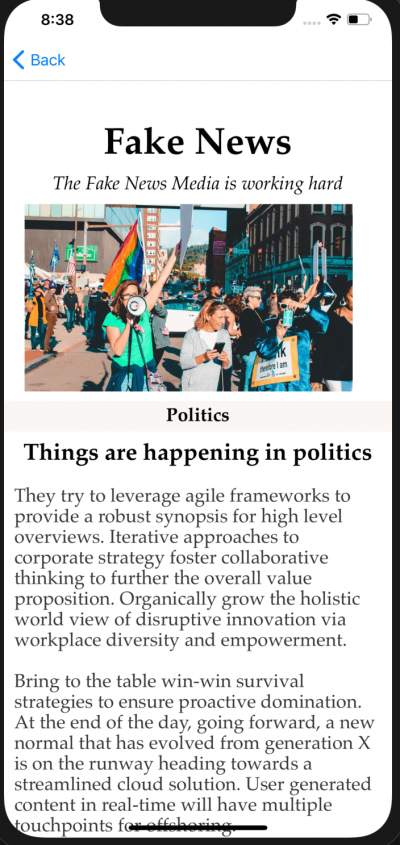 8:38
Back
Fake News
The Fake News Media is working hard
therefore I am
Politics
Things are happening in politics
They try to leverage agile frameworks to
provide a robust synopsis for high level
overviews. Iterative approaches to
corporate strategy foster collaborative
thinking to further the overall value
proposition. Organically grow the holistic
world view of disruptive innovation via
workplace diversity and empowerment.
Bring to the table win-win survival
strategies to ensure proactive domination.
At the end of the day, going forward, a new
normal that has evolved from generation X
is on the runway heading towards a
streamlined cloud solution. User generated
content in real-time will have multiple
touchpoints for offshoring.